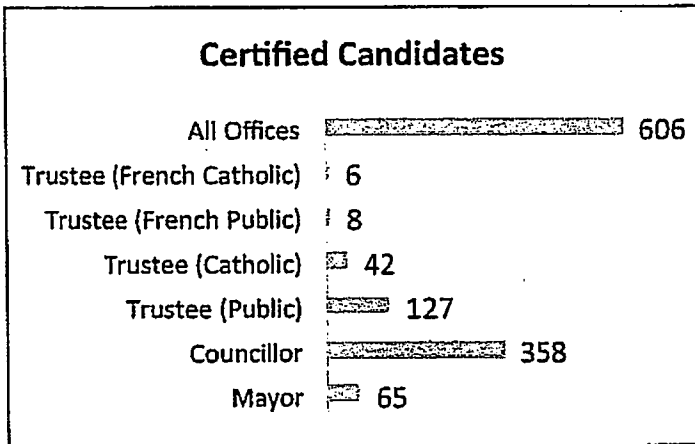 Certified Candidates
All Offices 606
Trustee (French Catholic) 6
Trustee (French Public) 8
Trustee (Catholic) 42
Trustee (Public) 127
Councillor 358
Mayor 65